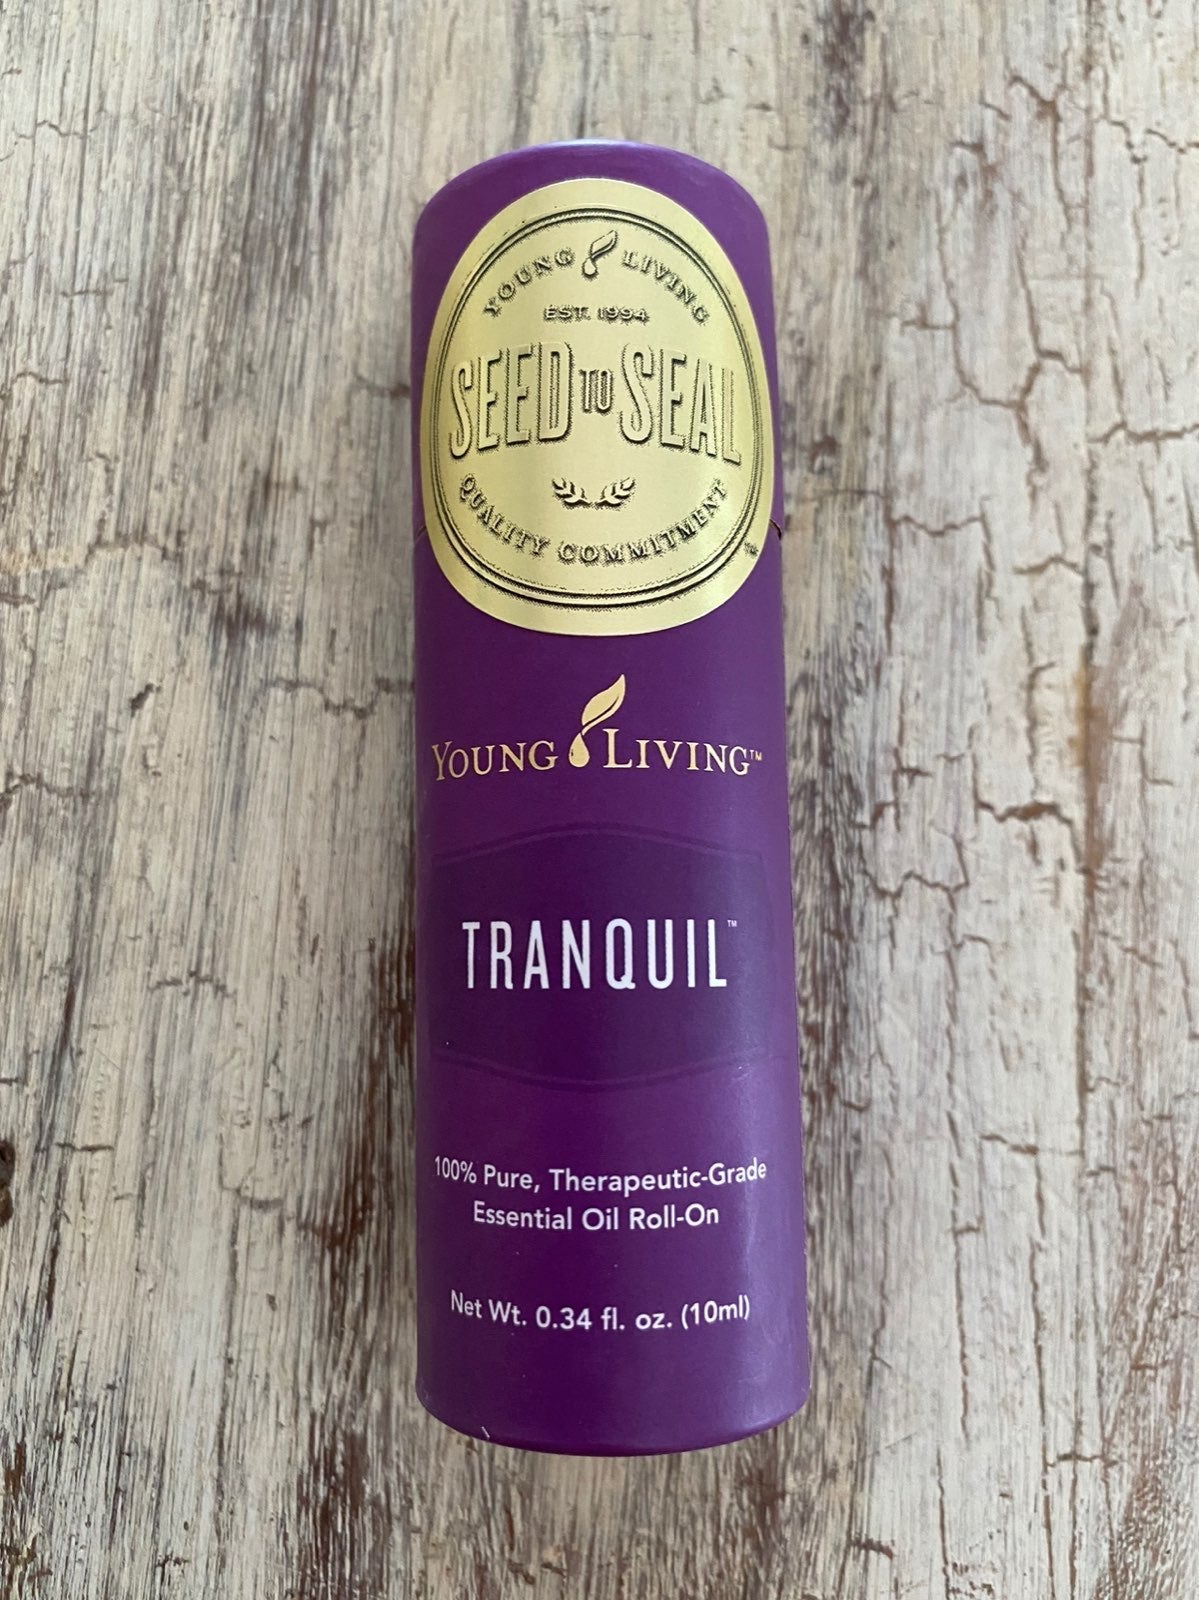 YOUNG LIVING
EST. 1994
SEED TO SEAL
QUALITY COMMITMENT
YOUNG LIVING™
TRANQUIL™
100% Pure, Therapeutic-Grade
Essential Oil Roll-On
Net Wt. 0.34 fl. oz. (10ml)